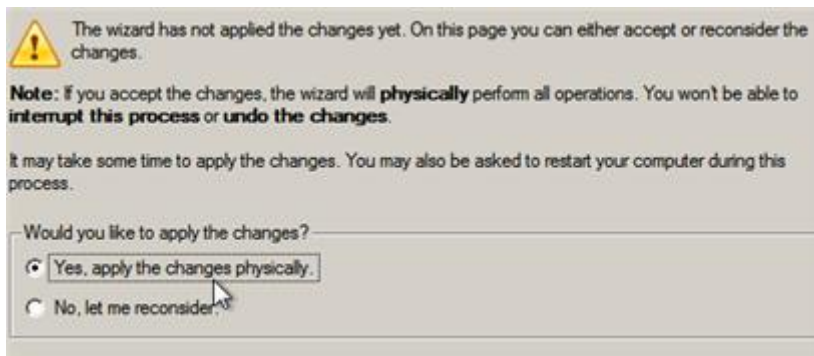 The wizard has not applied the changes yet. On this page you can either accept or reconsider the
changes.
Note: If you accept the changes, the wizard will physically perform all operations. You won't be able to
interrupt this process or undo the changes.
It may take some time to apply the changes. You may also be asked to restart your computer during this
process.
Would you like to apply the changes?
Yes, apply the changes physically.
No, let me reconsider.